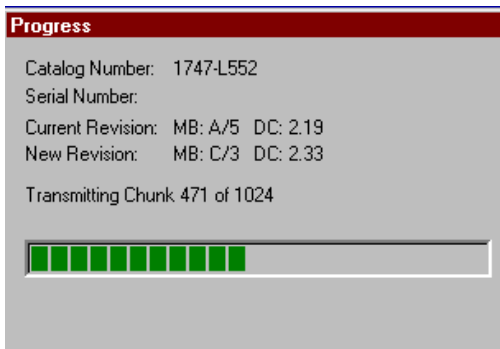 Progress
Catalog Number: 1747-L552
Serial Number:
Current Revision: MB: A/5 DC: 2.19
New Revision: MB: C/3 DC: 2.33
Transmitting Chunk 471 of 1024